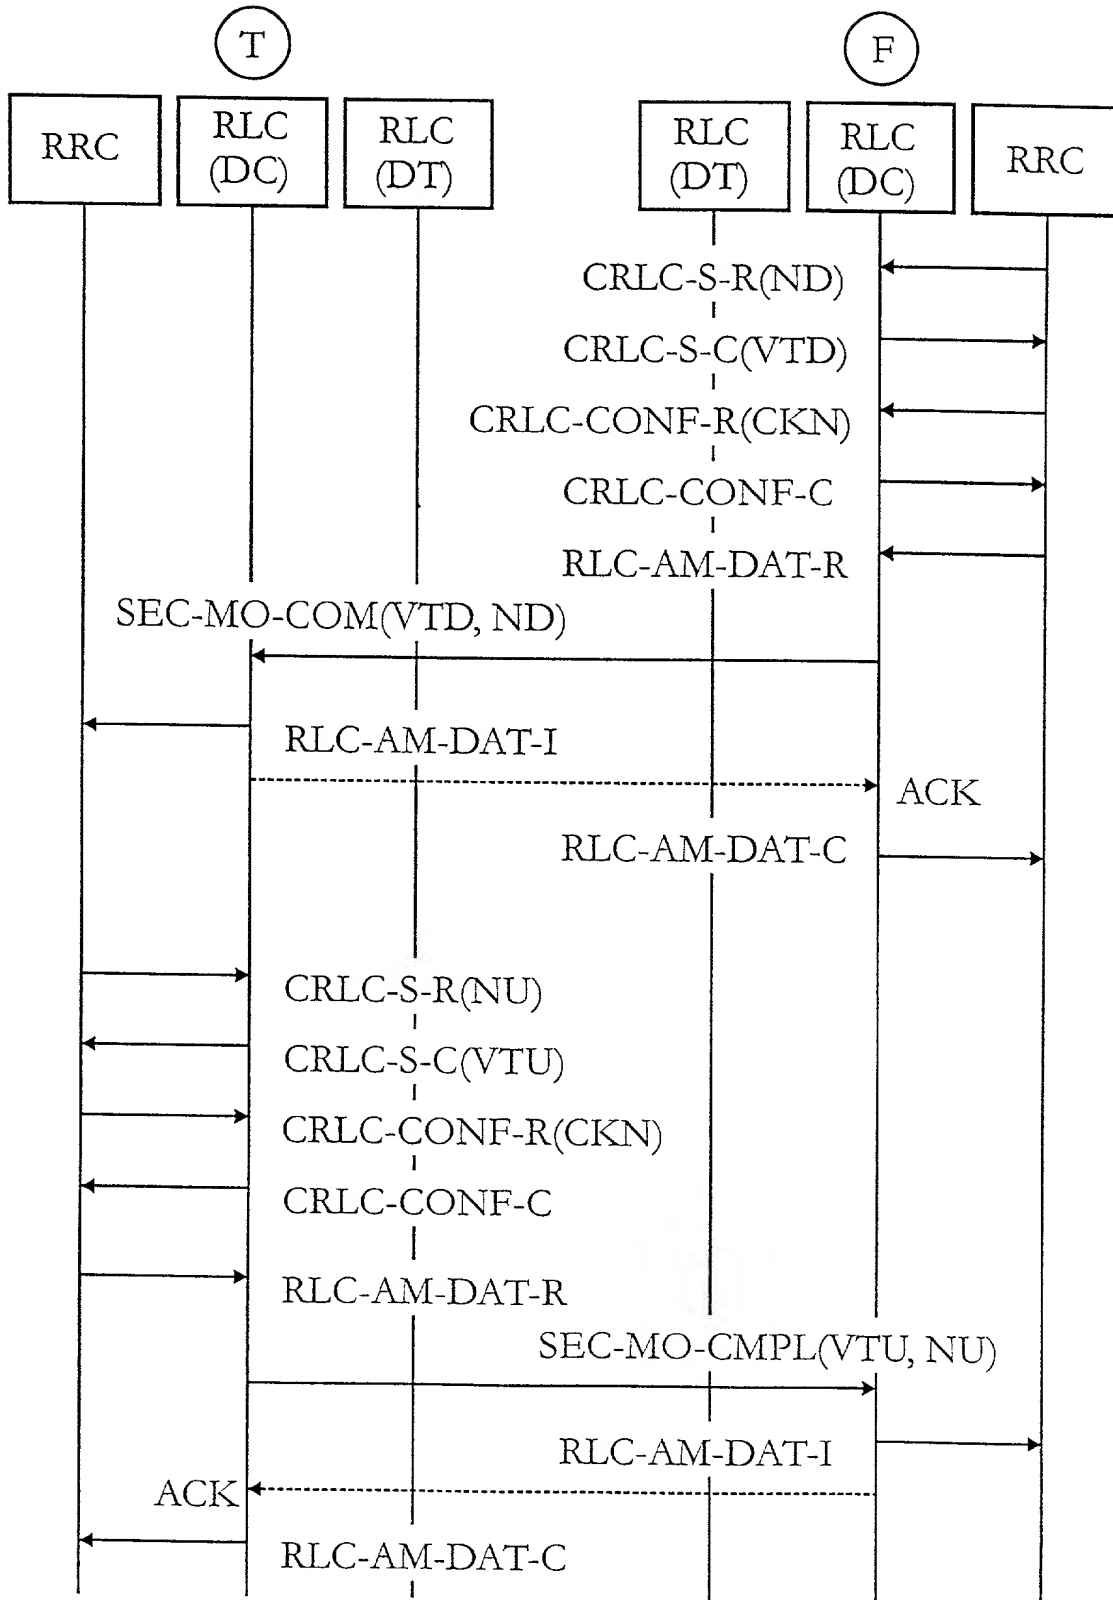 T
F
RRC
RLC
(DC)
RLC
(DT)
RLC
(DT)
RLC
(DC)
RRC
CRLC-S-R(ND)
CRLC-S-C(VTD)
CRLC-CONF-R(CKN)
CRLC-CONF-C
RLC-AM-DAT-R
SEC-MO-COM(VTD, ND)
RLC-AM-DAT-I
ACK
RLC-AM-DAT-C
CRLC-S-R(NU)
CRLC-S-C(VTU)
CRLC-CONF-R(CKN)
CRLC-CONF-C
RLC-AM-DAT-R
SEC-MO-CMPL(VTU, NU)
RLC-AM-DAT-I
ACK
RLC-AM-DAT-C